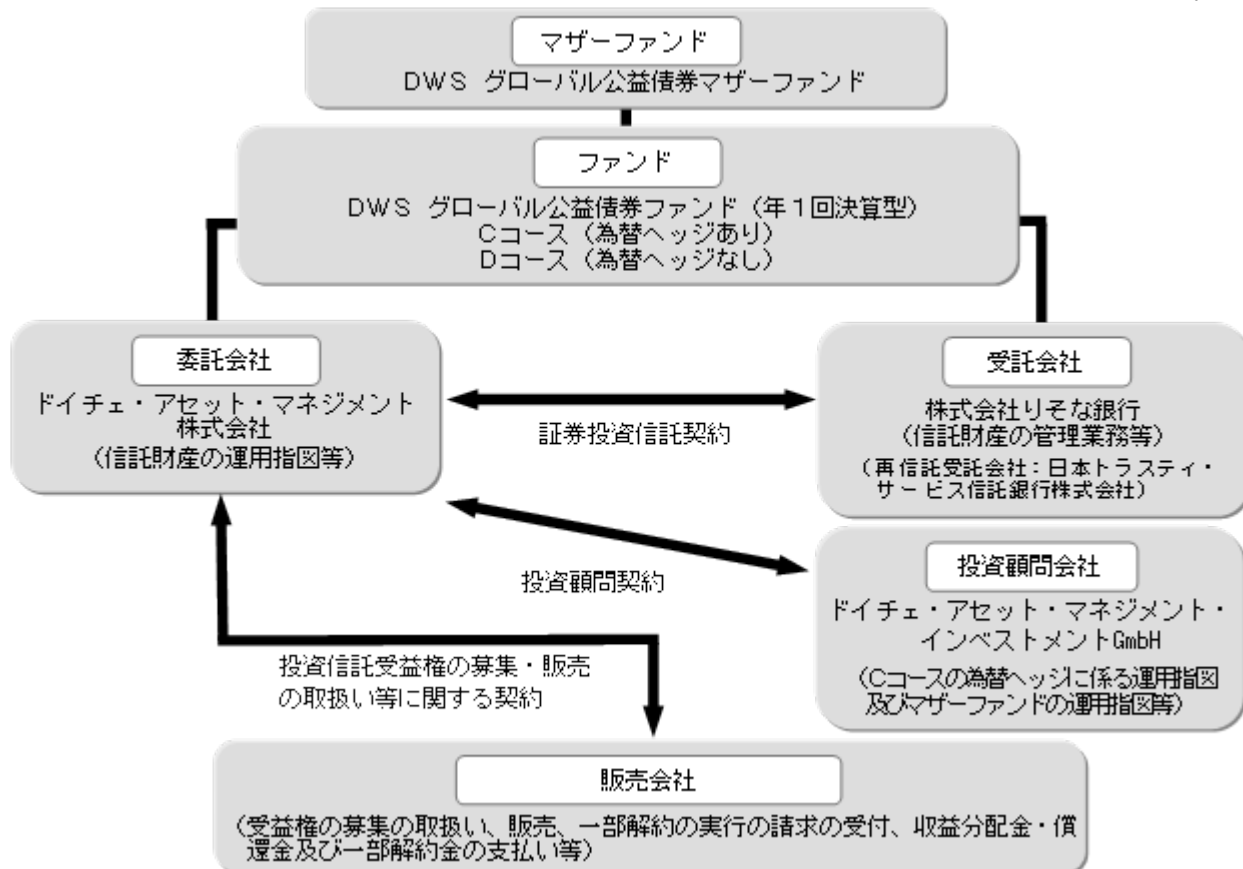 マザーファンド
DWS グローバル公益債券マザーファンド
ファンド
DWS グローバル公益債券ファンド（年1回決算型）
Cコース（為替ヘッジあり）
Dコース（為替ヘッジなし）
委託会社
ドイチェ・アセット・マネジメント
株式会社
（信託財産の運用指図等）
証券投資信託契約
受託会社
株式会社りそな銀行
（信託財産の管理業務等）
（再信託受託会社：日本トラスティ・
サービス信託銀行株式会社）
投資顧問契約
投資顧問会社
ドイチェ・アセット・マネジメント・
インベストメントGmbH
（Cコースの為替ヘッジに係る運用指図
及びマザーファンドの運用指図等）
投資信託受益権の募集・販売
の取扱い等に関する契約
販売会社
（受益権の募集の取扱い、販売、一部解約の実行の請求の受付、収益分配金・償
還金及び一部解約金の支払い等）